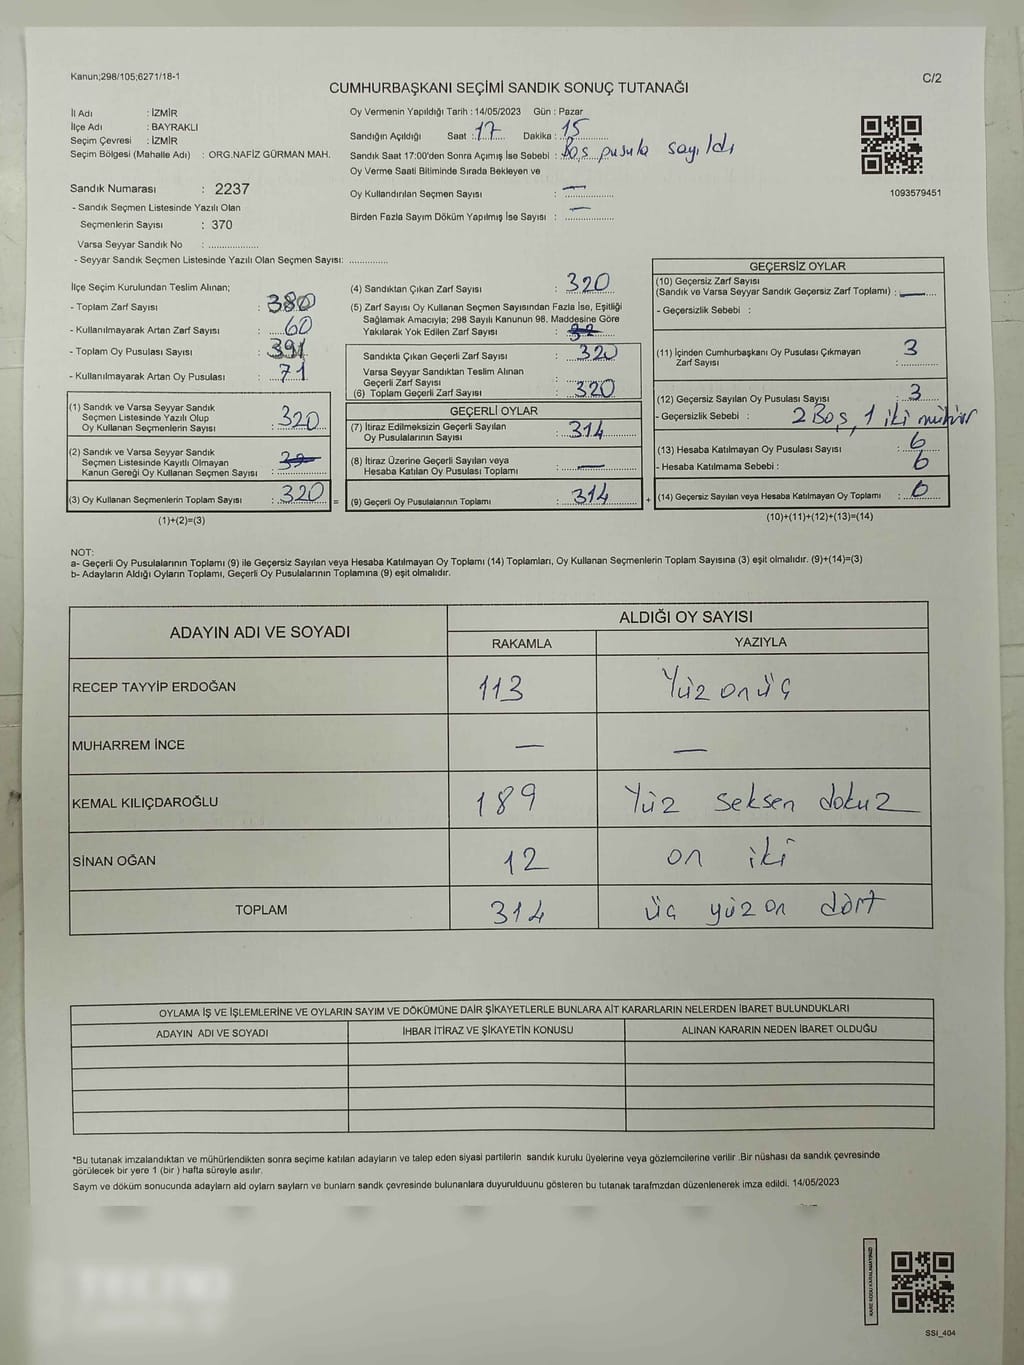 Kanun;298/105;6271/18-1
C/2
CUMHURBAŞKANI SEÇİMİ SANDIK SONUÇ TUTANAĞI
İl Adı : İZMİR
İlçe Adı : BAYRAKLI
Seçim Çevresi : İZMİR
Seçim Bölgesi (Mahalle Adı) : ORG.NAFİZ GÜRMAN MAH.
Sandık Numarası : 2237
- Sandık Seçmen Listesinde Yazılı Olan
Seçmenlerin Sayısı : 370
Varsa Seyyar Sandık No : ..................
- Seyyar Sandık Seçmen Listesinde Yazılı Olan Seçmen Sayısı: ..............
Oy Vermenin Yapıldığı Tarih : 14/05/2023 Gün : Pazar
Sandığın Açıldığı Saat : 17 Dakika : 15
Sandık Saat 17:00'den Sonra Açımış İse Sebebi : Boş pusula sayıldı
Oy Verme Saati Bitiminde Sırada Bekleyen ve
Oy Kullandırılan Seçmen Sayısı : —
Birden Fazla Sayım Döküm Yapılmış İse Sayısı : —
1093579451
İlçe Seçim Kurulundan Teslim Alınan;
- Toplam Zarf Sayısı : 380
- Kullanılmayarak Artan Zarf Sayısı : 60
- Toplam Oy Pusulası Sayısı : 391
- Kullanılmayarak Artan Oy Pusulası : 71
(1) Sandık ve Varsa Seyyar Sandık
Seçmen Listesinde Yazılı Olup
Oy Kullanan Seçmenlerin Sayısı : 320
(2) Sandık ve Varsa Seyyar Sandık
Seçmen Listesinde Kayıtlı Olmayan
Kanun Gereği Oy Kullanan Seçmen Sayısı :
(3) Oy Kullanan Seçmenlerin Toplam Sayısı : 320 =
(1)+(2)=(3)
(4) Sandıktan Çıkan Zarf Sayısı : 320
(5) Zarf Sayısı Oy Kullanan Seçmen Sayısından Fazla İse, Eşitliği
Sağlamak Amacıyla; 298 Sayılı Kanunun 98. Maddesine Göre
Yakılarak Yok Edilen Zarf Sayısı :
Sandıkta Çıkan Geçerli Zarf Sayısı : 320
Varsa Seyyar Sandıktan Teslim Alınan
Geçerli Zarf Sayısı :
(6) Toplam Geçerli Zarf Sayısı : 320
GEÇERLİ OYLAR
(7) İtiraz Edilmeksizin Geçerli Sayılan
Oy Pusulalarının Sayısı : 314
(8) İtiraz Üzerine Geçerli Sayılan veya
Hesaba Katılan Oy Pusulası Toplamı : —
(9) Geçerli Oy Pusulalarının Toplamı : 314 +
GEÇERSİZ OYLAR
(10) Geçersiz Zarf Sayısı
(Sandık ve Varsa Seyyar Sandık Geçersiz Zarf Toplamı) : —
- Geçersizlik Sebebi :
(11) İçinden Cumhurbaşkanı Oy Pusulası Çıkmayan
Zarf Sayısı : 3
(12) Geçersiz Sayılan Oy Pusulası Sayısı : 3
- Geçersizlik Sebebi : 2 Boş, 1 iki mühür
(13) Hesaba Katılmayan Oy Pusulası Sayısı : 6
- Hesaba Katılmama Sebebi : 6
(14) Geçersiz Sayılan veya Hesaba Katılmayan Oy Toplamı : 6
(10)+(11)+(12)+(13)=(14)
NOT:
a- Geçerli Oy Pusulalarının Toplamı (9) ile Geçersiz Sayılan veya Hesaba Katılmayan Oy Toplamı (14) Toplamları, Oy Kullanan Seçmenlerin Toplam Sayısına (3) eşit olmalıdır. (9)+(14)=(3)
b- Adayların Aldığı Oyların Toplamı, Geçerli Oy Pusulalarının Toplamına (9) eşit olmalıdır.
ADAYIN ADI VE SOYADI
ALDIĞI OY SAYISI
RAKAMLA YAZIYLA
RECEP TAYYİP ERDOĞAN 113 Yüz onüç
MUHARREM İNCE — —
KEMAL KILIÇDAROĞLU 189 Yüz seksen dokuz
SİNAN OĞAN 12 on iki
TOPLAM 314 üç yüz on dört
OYLAMA İŞ VE İŞLEMLERİNE VE OYLARIN SAYIM VE DÖKÜMÜNE DAİR ŞİKAYETLERLE BUNLARA AİT KARARLARIN NELERDEN İBARET BULUNDUKLARI
ADAYIN ADI VE SOYADI İHBAR İTİRAZ VE ŞİKAYETİN KONUSU ALINAN KARARIN NEDEN İBARET OLDUĞU
*Bu tutanak imzalandıktan ve mühürlendikten sonra seçime katılan adayların ve talep eden siyasi partilerin sandık kurulu üyelerine veya gözlemcilerine verilir .Bir nüshası da sandık çevresinde
görülecek bir yere 1 (bir ) hafta süreyle asılır.
Saym ve döküm sonucunda adaylarn ald oylarn saylarn ve bunlarn sandk çevresinde bulunanlara duyurulduunu gösteren bu tutanak tarafmzdan düzenlenerek imza edildi. 14/05/2023
SSI_404